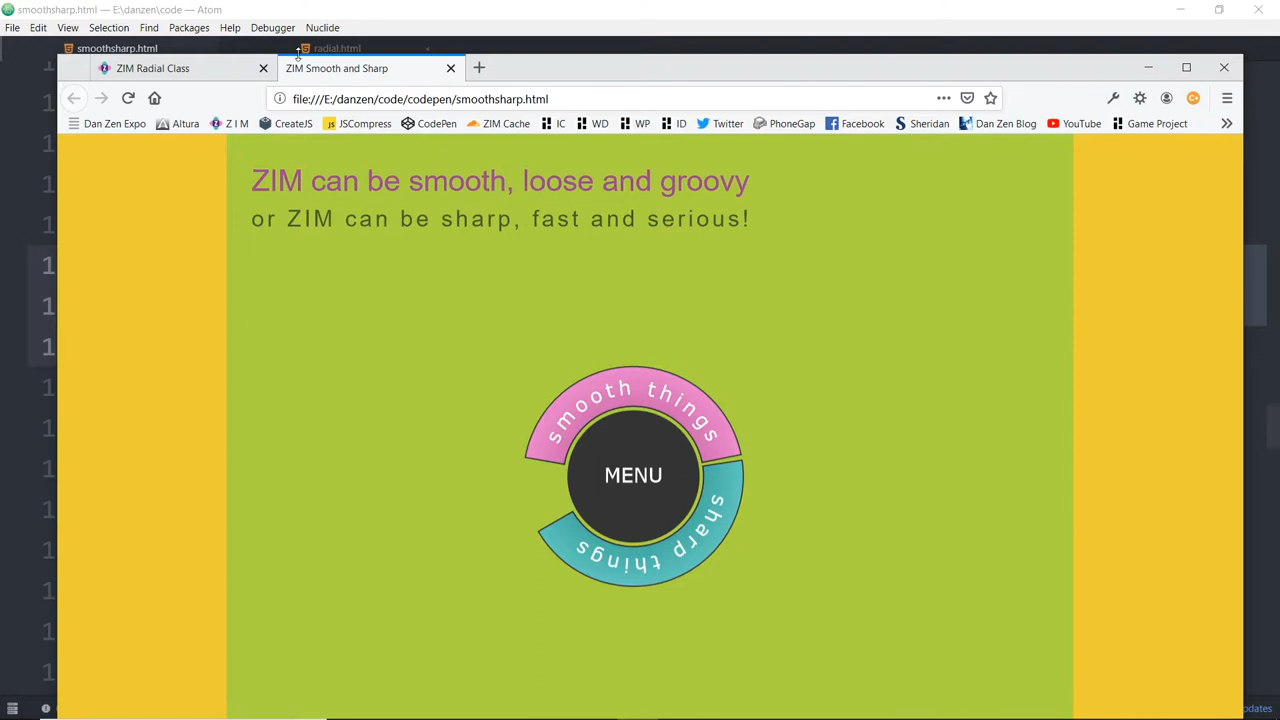 smoothsharp.html — E:\danzen\code — Atom
File Edit View Selection Find Packages Help Debugger Nuclide
smoothsharp.html radial.html
ZIM Radial Class ZIM Smooth and Sharp
file:///E:/danzen/code/codepen/smoothsharp.html
Dan Zen Expo Altura Z I M CreateJS JSCompress CodePen ZIM Cache IC WD WP ID Twitter PhoneGap Facebook Sheridan Dan Zen Blog YouTube Game Project
ZIM can be smooth, loose and groovy
or ZIM can be sharp, fast and serious!
smooth things
MENU
sharp things